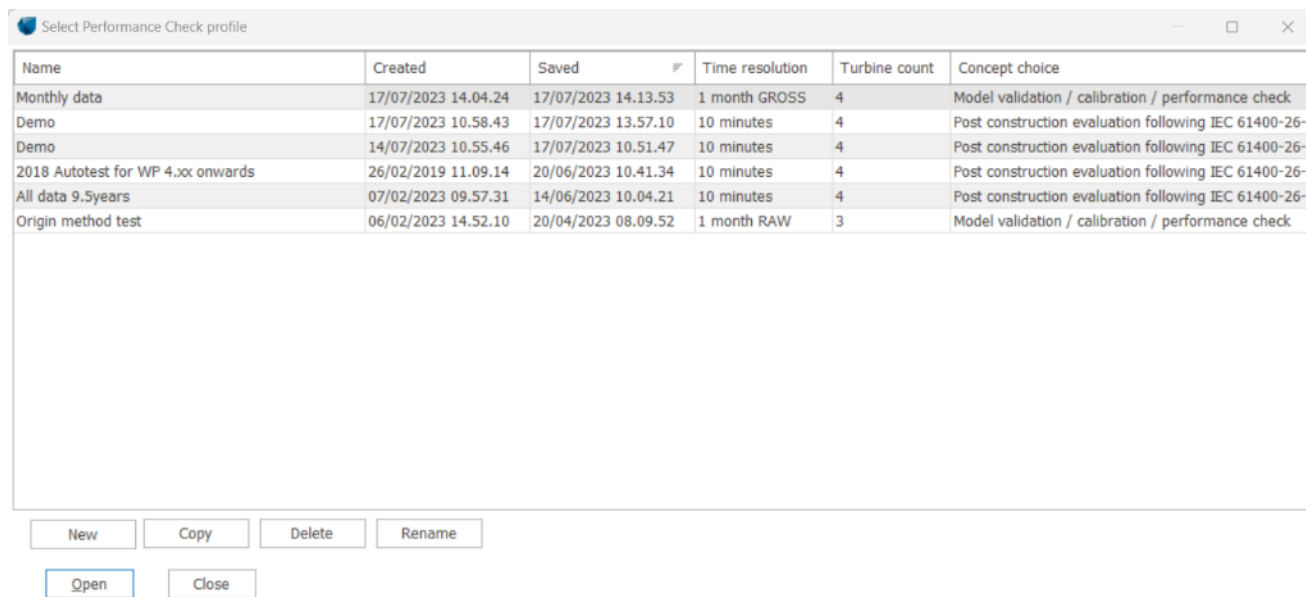 Select Performance Check profile
Name Created Saved Time resolution Turbine count Concept choice
Monthly data 17/07/2023 14.04.24 17/07/2023 14.13.53 1 month GROSS 4 Model validation / calibration / performance check
Demo 17/07/2023 10.58.43 17/07/2023 13.57.10 10 minutes 4 Post construction evaluation following IEC 61400-26-
Demo 14/07/2023 10.55.46 17/07/2023 10.51.47 10 minutes 4 Post construction evaluation following IEC 61400-26-
2018 Autotest for WP 4.xx onwards 26/02/2019 11.09.14 20/06/2023 10.41.34 10 minutes 4 Post construction evaluation following IEC 61400-26-
All data 9.5years 07/02/2023 09.57.31 14/06/2023 10.04.21 10 minutes 4 Post construction evaluation following IEC 61400-26-
Origin method test 06/02/2023 14.52.10 20/04/2023 08.09.52 1 month RAW 3 Model validation / calibration / performance check
New Copy Delete Rename
Open Close